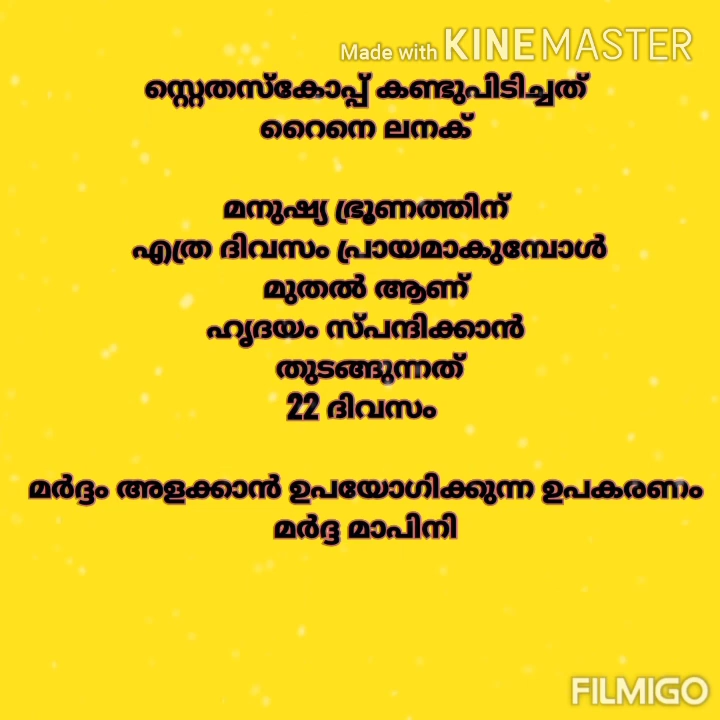 Made with KINEMASTER
സ്റ്റെതസ്കോപ്പ് കണ്ടുപിടിച്ചത്
റൈനെ ലനക്
മനുഷ്യ ഭ്രൂണത്തിന്
എത്ര ദിവസം പ്രായമാകുമ്പോൾ
മുതൽ ആണ്
ഹൃദയം സ്പന്ദിക്കാൻ
തുടങ്ങുന്നത്
22 ദിവസം
മർദ്ദം അളക്കാൻ ഉപയോഗിക്കുന്ന ഉപകരണം
മർദ്ദ മാപിനി
FILMIGO